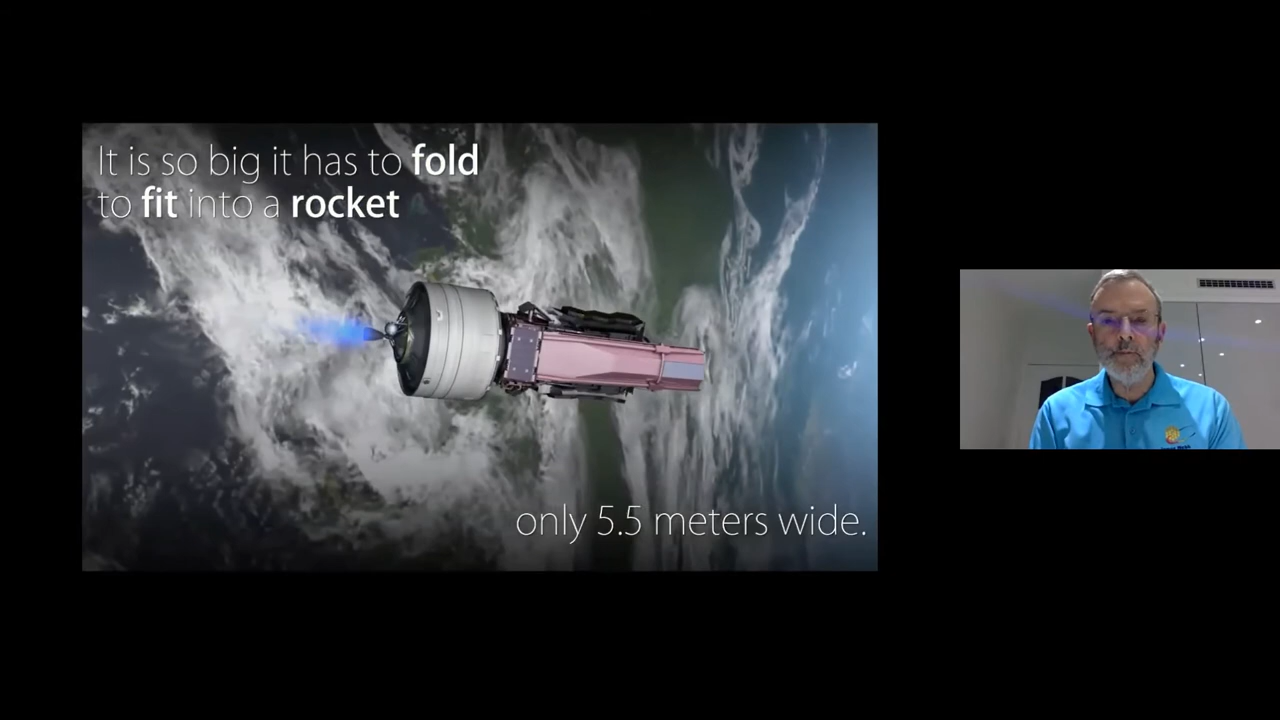 It is so big it has to fold
to fit into a rocket
only 5.5 meters wide.